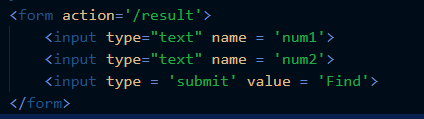 <form action='/result'>
<input type="text" name = 'num1'>
<input type="text" name = 'num2'>
<input type = 'submit' value = 'Find'>
</form>